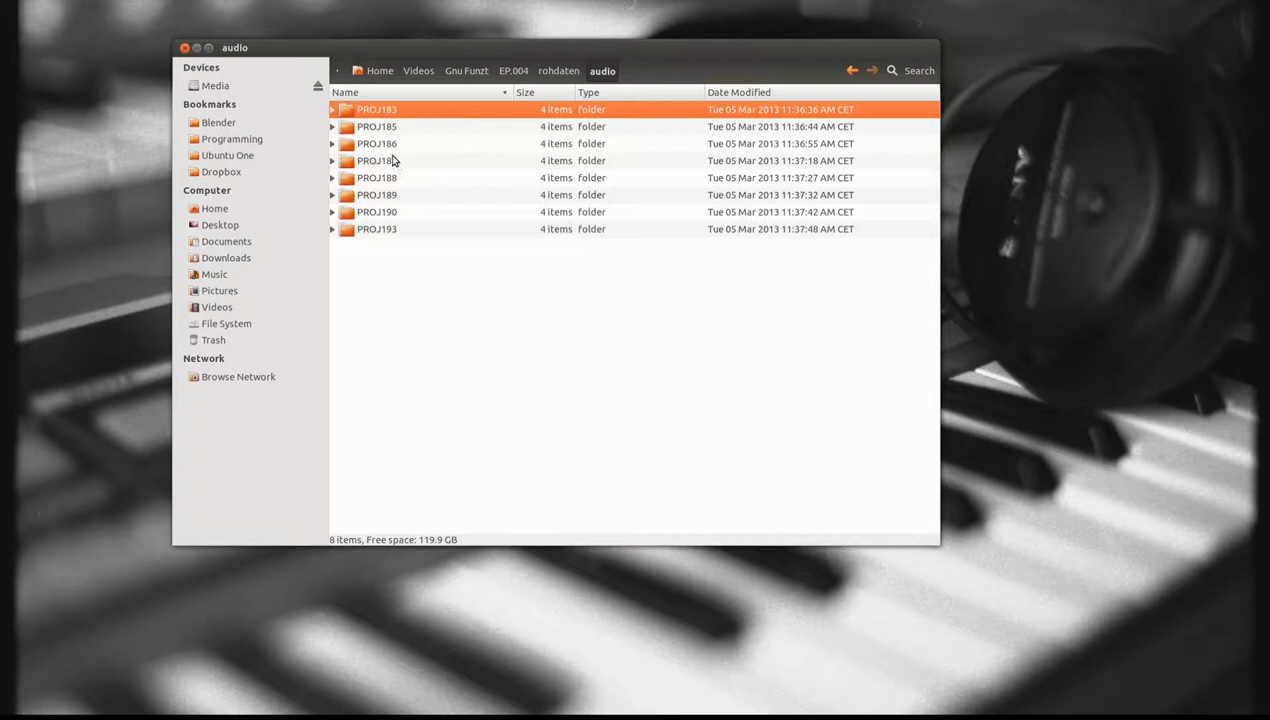 audio
Devices
Media
Bookmarks
Blender
Programming
Ubuntu One
Dropbox
Computer
Home
Desktop
Documents
Downloads
Music
Pictures
Videos
File System
Trash
Network
Browse Network
Home Videos Gnu Funzt EP.004 rohdaten audio Search
Name Size Type Date Modified
PROJ183 4 items folder Tue 05 Mar 2013 11:36:36 AM CET
PROJ185 4 items folder Tue 05 Mar 2013 11:36:44 AM CET
PROJ186 4 items folder Tue 05 Mar 2013 11:36:55 AM CET
4 items folder Tue 05 Mar 2013 11:37:18 AM CET
PROJ188 4 items folder Tue 05 Mar 2013 11:37:27 AM CET
PROJ189 4 items folder Tue 05 Mar 2013 11:37:32 AM CET
PROJ190 4 items folder Tue 05 Mar 2013 11:37:42 AM CET
PROJ193 4 items folder Tue 05 Mar 2013 11:37:48 AM CET
8 items, Free space: 119.9 GB